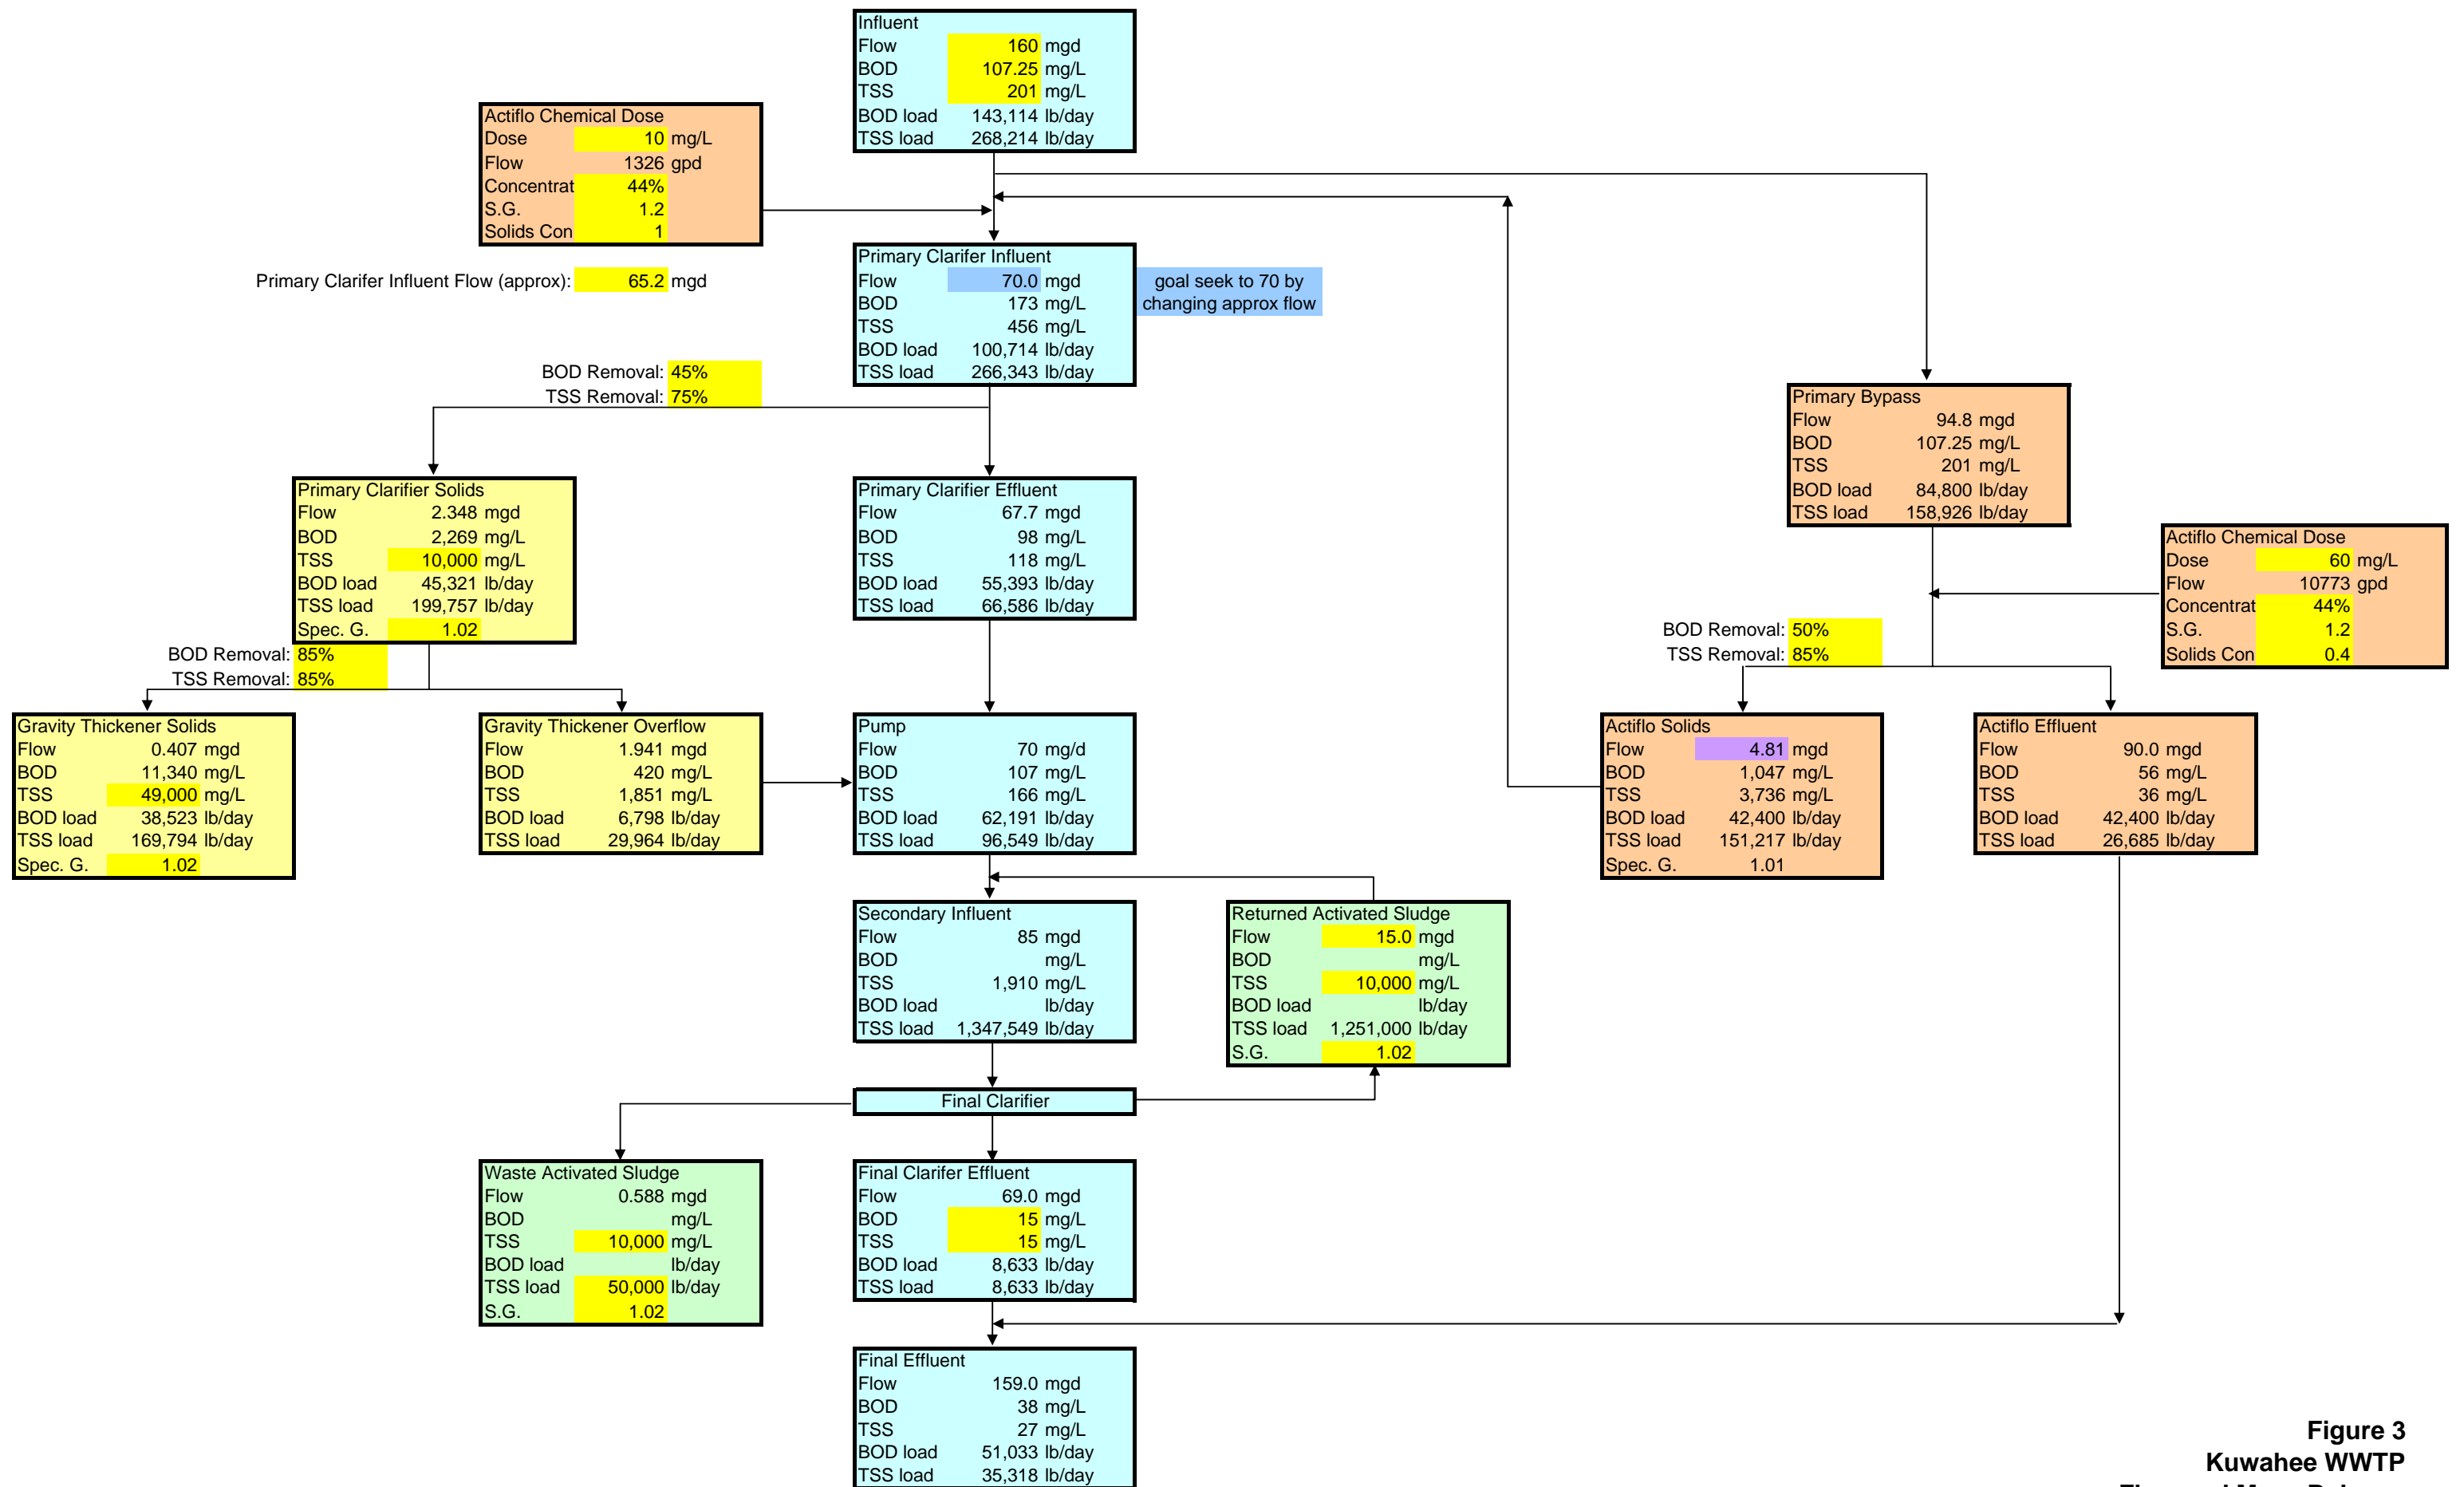 Influent
Flow 160 mgd
BOD 107.25 mg/L
TSS 201 mg/L
BOD load 143,114 lb/day
TSS load 268,214 lb/day
Actiflo Chemical Dose
Dose 10 mg/L
Flow 1326 gpd
Concentrat 44%
S.G. 1.2
Solids Con 1
Primary Clarifer Influent Flow (approx): 65.2 mgd
Primary Clarifer Influent
Flow 70.0 mgd
BOD 173 mg/L
TSS 456 mg/L
BOD load 100,714 lb/day
TSS load 266,343 lb/day
goal seek to 70 by
changing approx flow
BOD Removal: 45%
TSS Removal: 75%
Primary Bypass
Flow 94.8 mgd
BOD 107.25 mg/L
TSS 201 mg/L
BOD load 84,800 lb/day
TSS load 158,926 lb/day
Primary Clarifier Solids
Flow 2.348 mgd
BOD 2,269 mg/L
TSS 10,000 mg/L
BOD load 45,321 lb/day
TSS load 199,757 lb/day
Spec. G. 1.02
Primary Clarifier Effluent
Flow 67.7 mgd
BOD 98 mg/L
TSS 118 mg/L
BOD load 55,393 lb/day
TSS load 66,586 lb/day
Actiflo Chemical Dose
Dose 60 mg/L
Flow 10773 gpd
Concentrat 44%
S.G. 1.2
Solids Con 0.4
BOD Removal: 85%
TSS Removal: 85%
BOD Removal: 50%
TSS Removal: 85%
Gravity Thickener Solids
Flow 0.407 mgd
BOD 11,340 mg/L
TSS 49,000 mg/L
BOD load 38,523 lb/day
TSS load 169,794 lb/day
Spec. G. 1.02
Gravity Thickener Overflow
Flow 1.941 mgd
BOD 420 mg/L
TSS 1,851 mg/L
BOD load 6,798 lb/day
TSS load 29,964 lb/day
Pump
Flow 70 mg/d
BOD 107 mg/L
TSS 166 mg/L
BOD load 62,191 lb/day
TSS load 96,549 lb/day
Actiflo Solids
Flow 4.81 mgd
BOD 1,047 mg/L
TSS 3,736 mg/L
BOD load 42,400 lb/day
TSS load 151,217 lb/day
Spec. G. 1.01
Actiflo Effluent
Flow 90.0 mgd
BOD 56 mg/L
TSS 36 mg/L
BOD load 42,400 lb/day
TSS load 26,685 lb/day
Secondary Influent
Flow 85 mgd
BOD mg/L
TSS 1,910 mg/L
BOD load lb/day
TSS load 1,347,549 lb/day
Returned Activated Sludge
Flow 15.0 mgd
BOD mg/L
TSS 10,000 mg/L
BOD load lb/day
TSS load 1,251,000 lb/day
S.G. 1.02
Final Clarifier
Waste Activated Sludge
Flow 0.588 mgd
BOD mg/L
TSS 10,000 mg/L
BOD load lb/day
TSS load 50,000 lb/day
S.G. 1.02
Final Clarifer Effluent
Flow 69.0 mgd
BOD 15 mg/L
TSS 15 mg/L
BOD load 8,633 lb/day
TSS load 8,633 lb/day
Final Effluent
Flow 159.0 mgd
BOD 38 mg/L
TSS 27 mg/L
BOD load 51,033 lb/day
TSS load 35,318 lb/day
Figure 3
Kuwahee WWTP